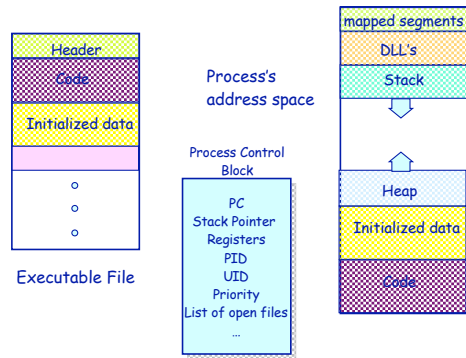 Header
Code
Initialized data
Executable File
Process's
address space
Process Control
Block
PC
Stack Pointer
Registers
PID
UID
Priority
List of open files
…
mapped segments
DLL's
Stack
Heap
Initialized data
Code